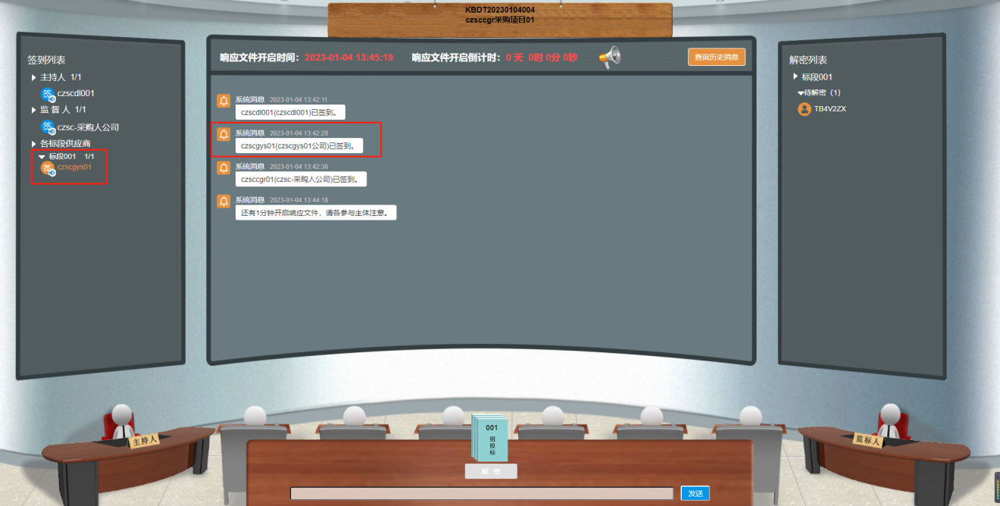 KBDT20230104004
czsccgr采购项目01
签到列表
主持人 1/1
签 czscdl001
监 督 人 1/1
签 czsc-采购人公司
各标段供应商
标段001 1/1
签 czscgys01
响应文件开启时间： 2023-01-04 13:45:19 响应文件开启倒计时： 0 天 0时 0分 0秒
查询历史消息
系统消息 2023-01-04 13:42:11
czscdl001(czscdl001)已签到。
系统消息 2023-01-04 13:42:20
czscgys01(czscgys01公司)已签到。
系统消息 2023-01-04 13:42:36
czsccgr01(czsc-采购人公司)已签到。
系统消息 2023-01-04 13:44:18
还有1分钟开启响应文件，请各参与主体注意。
解密列表
标段001
待解密（1）
TB4V2ZX
主持人
001
招
投
标
监标人
解 密
发送